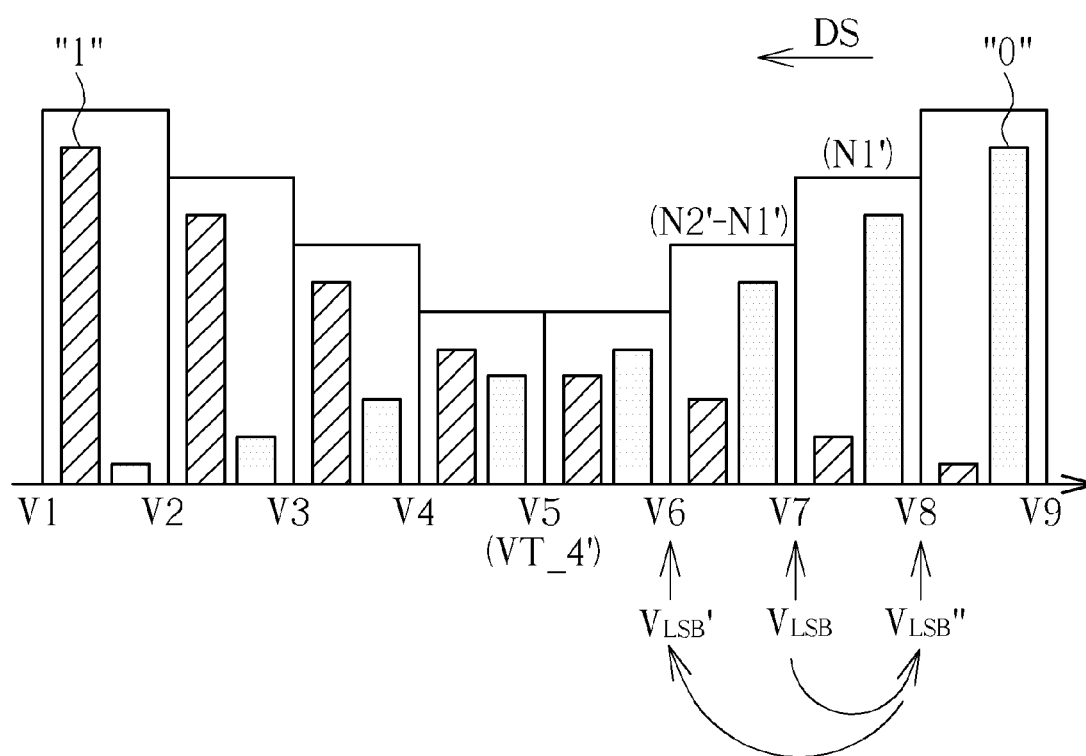 DS
"1"
"0"
(N1')
(N2'-N1')
V1 V2 V3 V4 V5 V6 V7 V8 V9
(VT_4')
VLSB' VLSB VLSB"